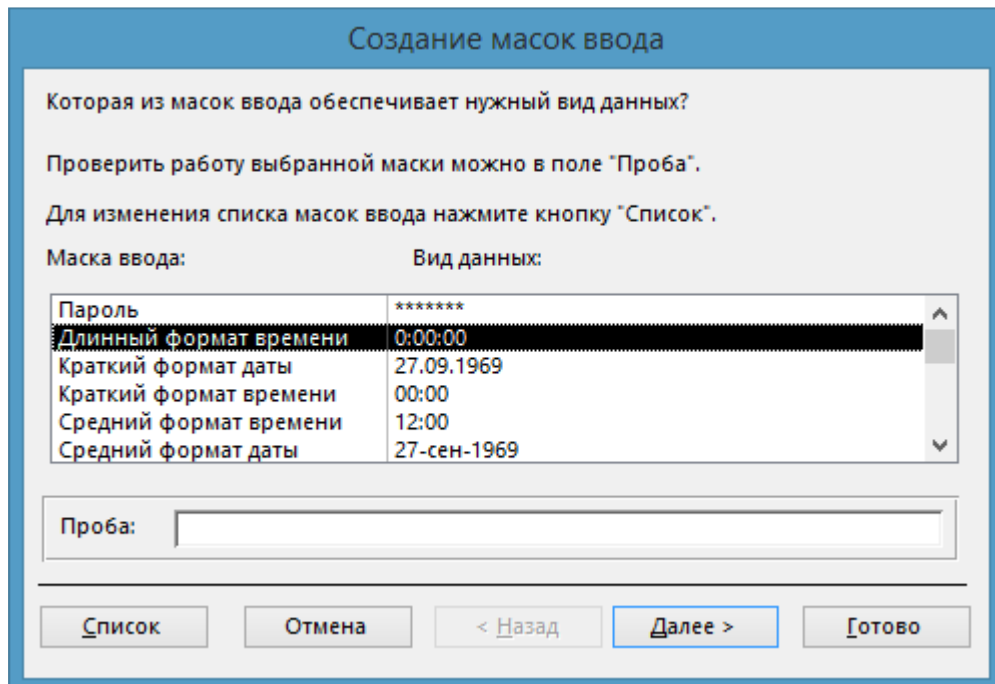 Создание масок ввода
Которая из масок ввода обеспечивает нужный вид данных?
Проверить работу выбранной маски можно в поле "Проба".
Для изменения списка масок ввода нажмите кнопку "Список".
Маска ввода: Вид данных:
Пароль *******
Длинный формат времени 0:00:00
Краткий формат даты 27.09.1969
Краткий формат времени 00:00
Средний формат времени 12:00
Средний формат даты 27-сен-1969
Проба:
Список Отмена < Назад Далее > Готово